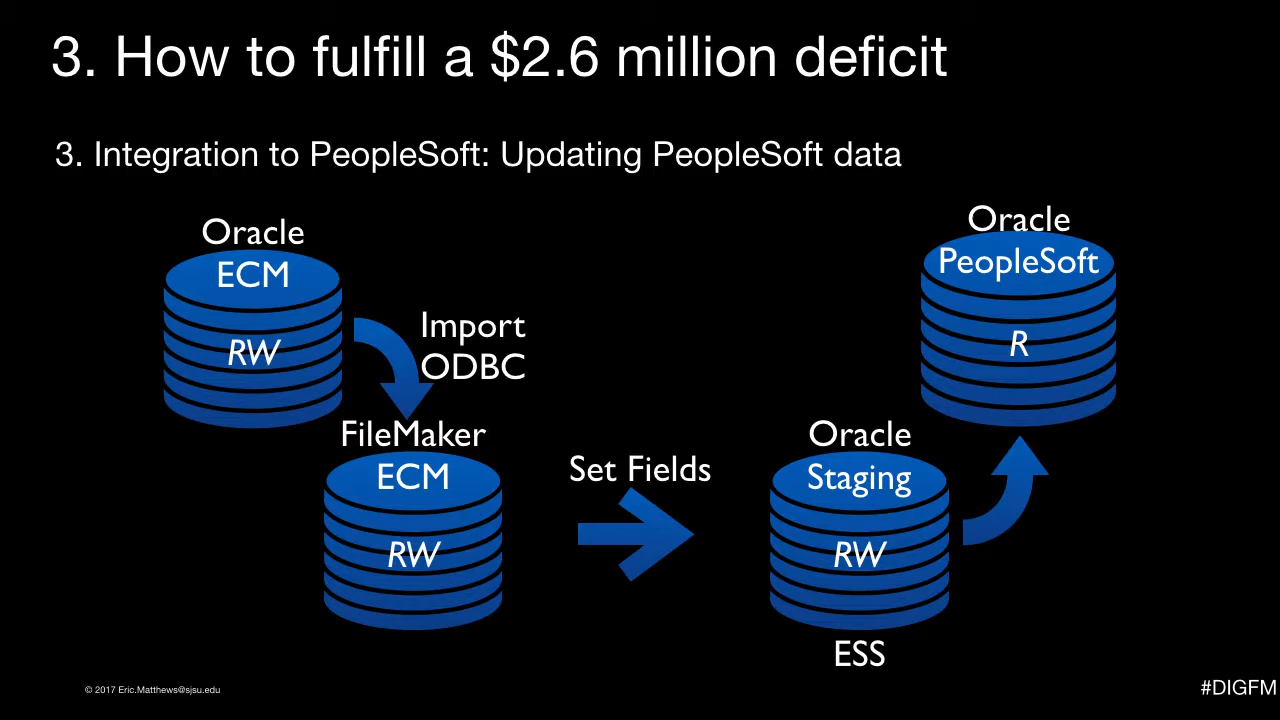 3. How to fulfill a $2.6 million deficit
3. Integration to PeopleSoft: Updating PeopleSoft data
Oracle
ECM
RW
Import
ODBC
FileMaker
ECM
RW
Set Fields
Oracle
Staging
RW
ESS
Oracle
PeopleSoft
R
© 2017 Eric.Matthews@sjsu.edu
#DIGFM